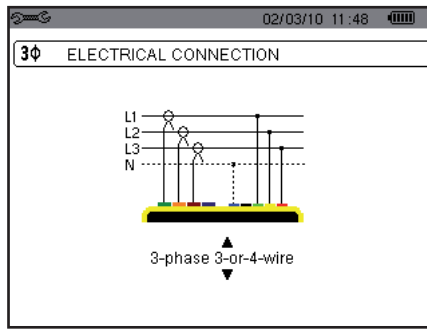 02/03/10 11:48
3Φ ELECTRICAL CONNECTION
L1
L2
L3
N
3-phase 3-or-4-wire